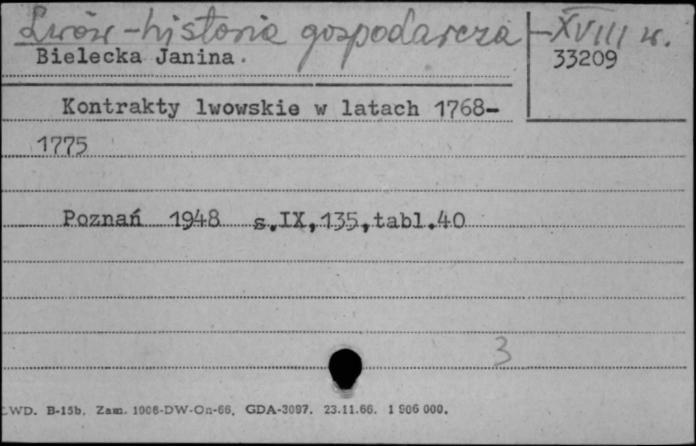 Lwów - historia gospodarcza - XVIII w.
Bielecka Janina.
33209
Kontrakty lwowskie w latach 1768-
1775
Poznań 1948 s.IX,135,tabl.40
3
LWD. B-15b. Zam. 1006-DW-On-66. GDA-3097. 23.11.66. 1 906 000.